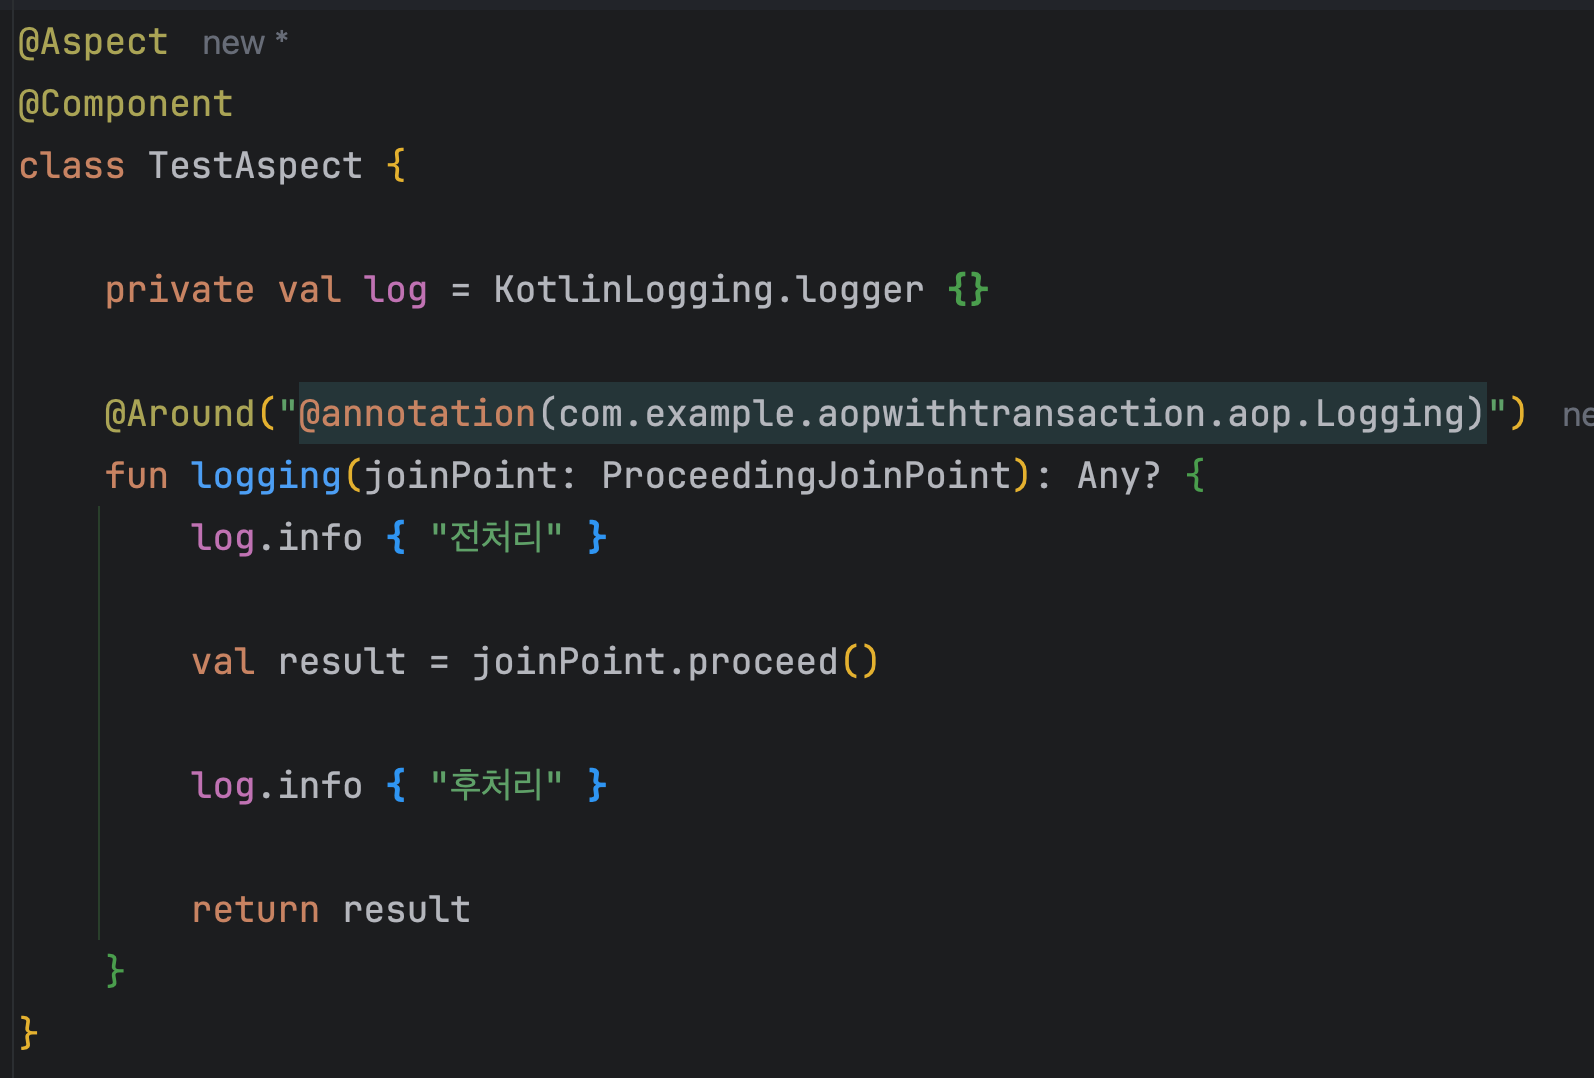 @Aspect new *
@Component
class TestAspect {
private val log = KotlinLogging.logger {}
@Around("@annotation(com.example.aopwithtransaction.aop.Logging)")
fun logging(joinPoint: ProceedingJoinPoint): Any? {
log.info { "전처리" }
val result = joinPoint.proceed()
log.info { "후처리" }
return result
}
}